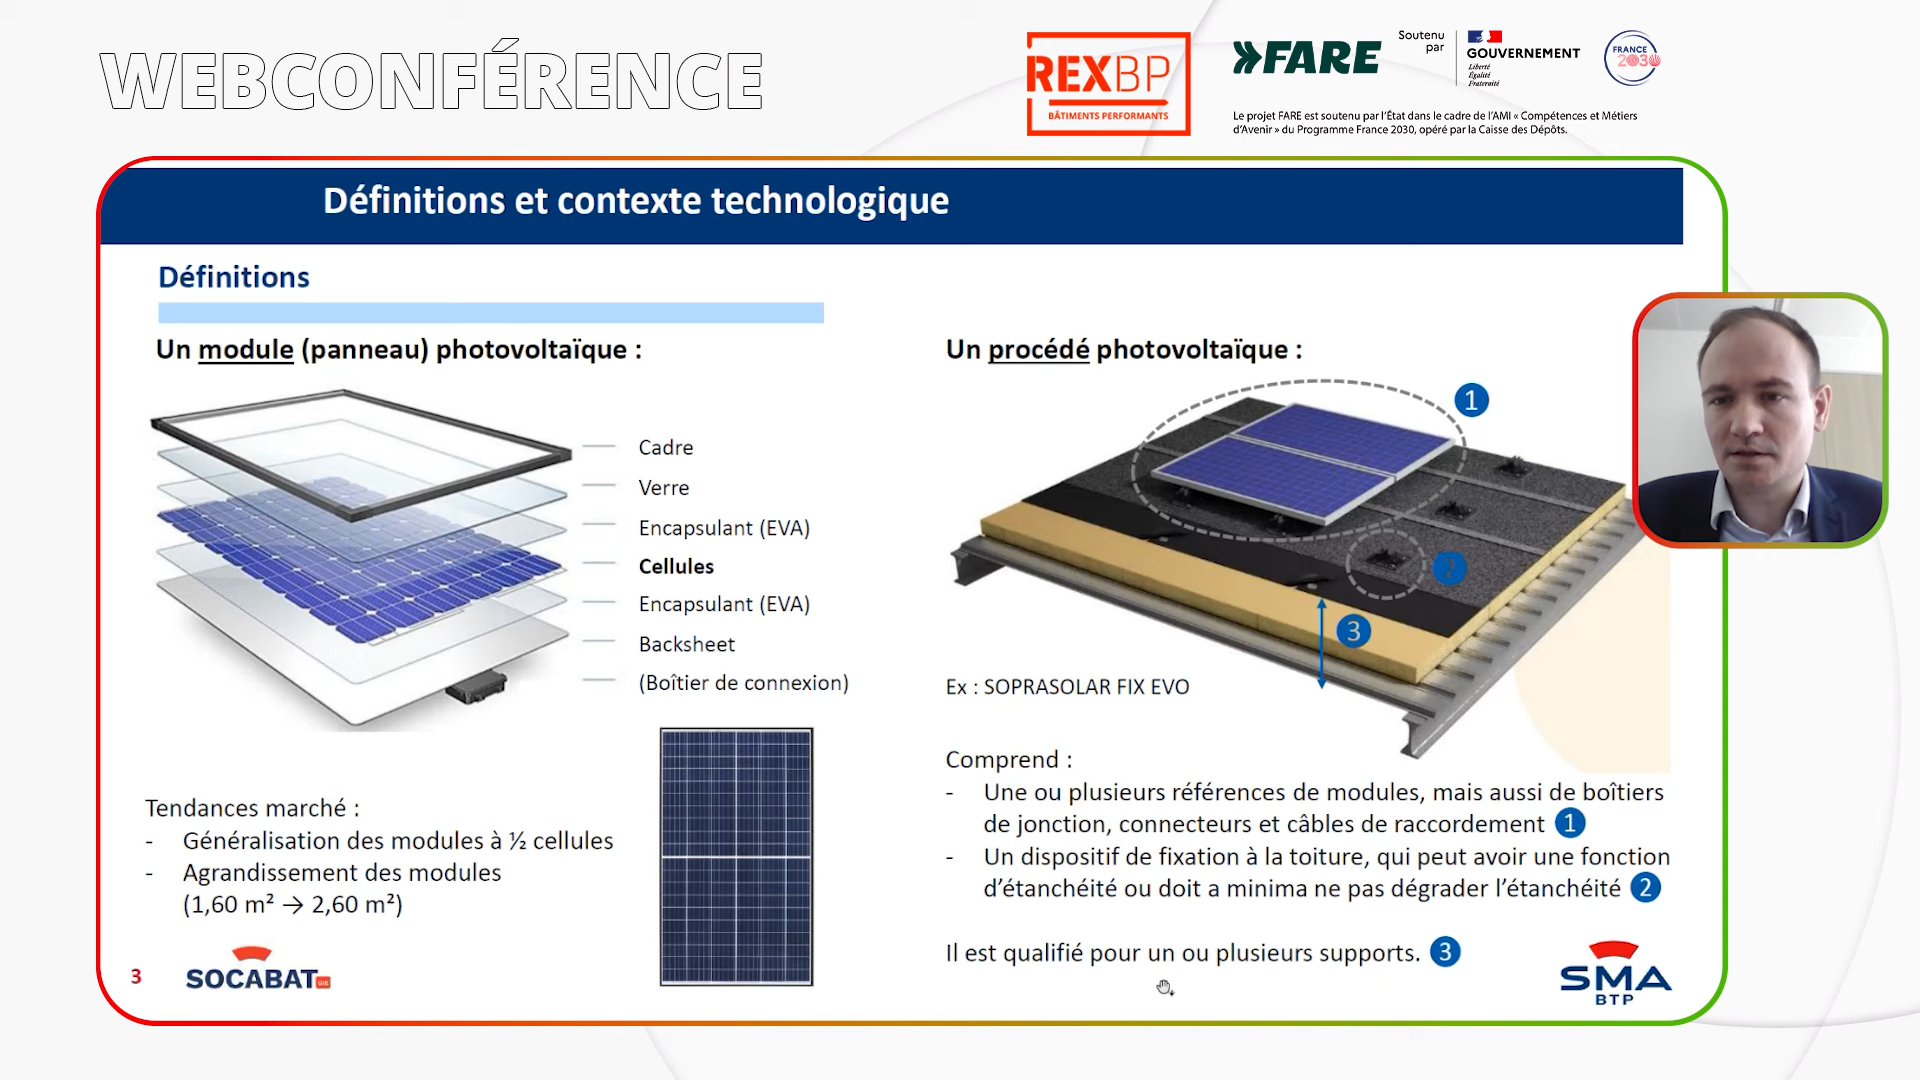 WEBCONFÉRENCE
REXBP
BÂTIMENTS PERFORMANTS
FARE
Soutenu
par
GOUVERNEMENT
Liberté
Égalité
Fraternité
FRANCE
2030
Le projet FARE est soutenu par l'État dans le cadre de l'AMI « Compétences et Métiers
d'Avenir » du Programme France 2030, opéré par la Caisse des Dépôts.
Définitions et contexte technologique
Définitions
Un module (panneau) photovoltaïque :
Cadre
Verre
Encapsulant (EVA)
Cellules
Encapsulant (EVA)
Backsheet
(Boîtier de connexion)
Tendances marché :
- Généralisation des modules à ½ cellules
- Agrandissement des modules
(1,60 m² → 2,60 m²)
Un procédé photovoltaïque :
1
2
3
Ex : SOPRASOLAR FIX EVO
Comprend :
- Une ou plusieurs références de modules, mais aussi de boîtiers
de jonction, connecteurs et câbles de raccordement 1
- Un dispositif de fixation à la toiture, qui peut avoir une fonction
d'étanchéité ou doit a minima ne pas dégrader l'étanchéité 2
Il est qualifié pour un ou plusieurs supports. 3
3
SOCABAT
SMA
BTP